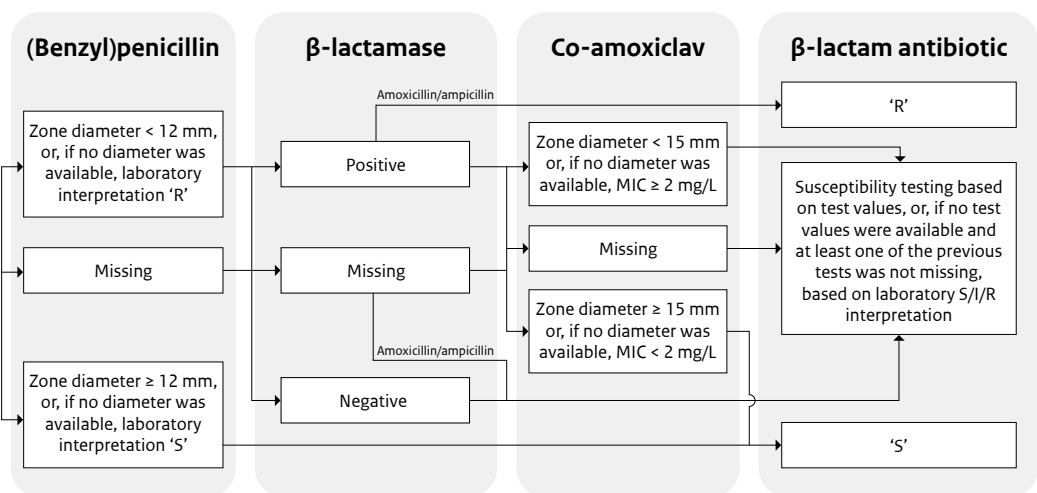 (Benzyl)penicillin
β-lactamase
Co-amoxiclav
β-lactam antibiotic
Zone diameter < 12 mm,
or, if no diameter was
available, laboratory
interpretation ‘R’
Missing
Zone diameter ≥ 12 mm,
or, if no diameter was
available, laboratory
interpretation ‘S’
Amoxicillin/ampicillin
Positive
Missing
Amoxicillin/ampicillin
Negative
Zone diameter < 15 mm
or, if no diameter was
available, MIC ≥ 2 mg/L
Missing
Zone diameter ≥ 15 mm
or, if no diameter was
available, MIC < 2 mg/L
‘R’
Susceptibility testing based
on test values, or, if no test
values were available and
at least one of the previous
tests was not missing,
based on laboratory S/I/R
interpretation
‘S’